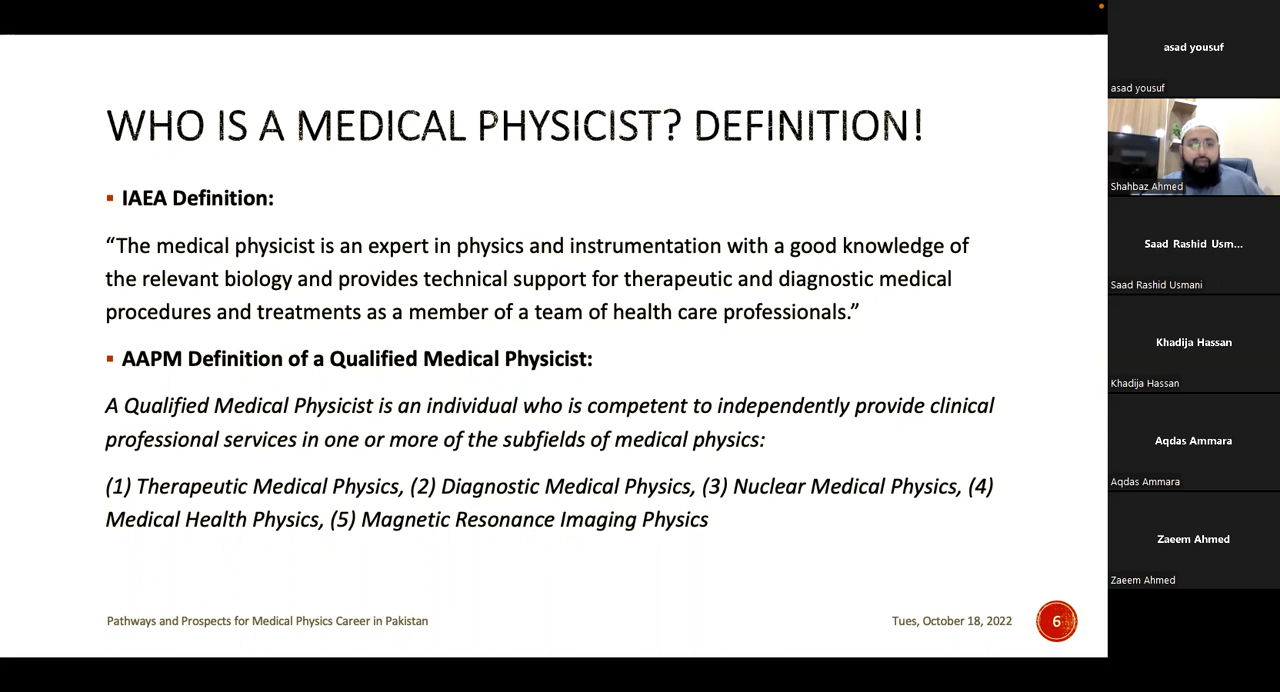 WHO IS A MEDICAL PHYSICIST? DEFINITION!
▪ IAEA Definition:
“The medical physicist is an expert in physics and instrumentation with a good knowledge of
the relevant biology and provides technical support for therapeutic and diagnostic medical
procedures and treatments as a member of a team of health care professionals.”
▪ AAPM Definition of a Qualified Medical Physicist:
A Qualified Medical Physicist is an individual who is competent to independently provide clinical
professional services in one or more of the subfields of medical physics:
(1) Therapeutic Medical Physics, (2) Diagnostic Medical Physics, (3) Nuclear Medical Physics, (4)
Medical Health Physics, (5) Magnetic Resonance Imaging Physics
Pathways and Prospects for Medical Physics Career in Pakistan
Tues, October 18, 2022
6
asad yousuf
asad yousuf
Shahbaz Ahmed
Saad Rashid Usm...
Saad Rashid Usmani
Khadija Hassan
Khadija Hassan
Aqdas Ammara
Aqdas Ammara
Zaeem Ahmed
Zaeem Ahmed